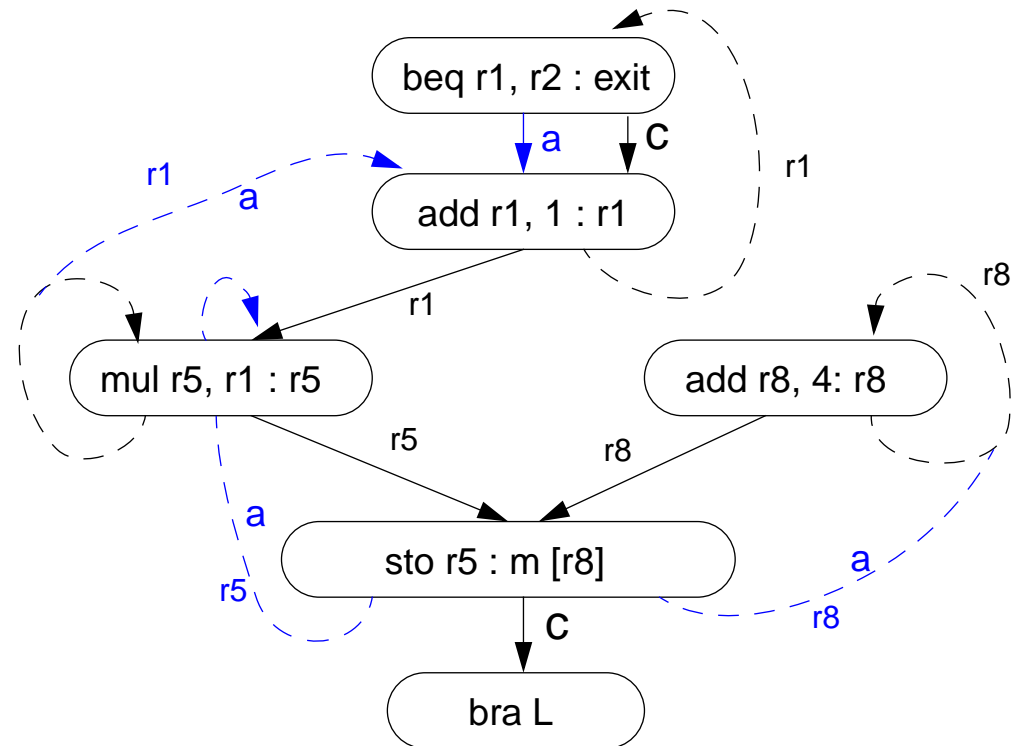 beq r1, r2 : exit
a
C
r1
a
r1
add r1, 1 : r1
r1
r8
mul r5, r1 : r5
add r8, 4: r8
r5
r8
a
sto r5 : m [r8]
a
r5
r8
C
bra L